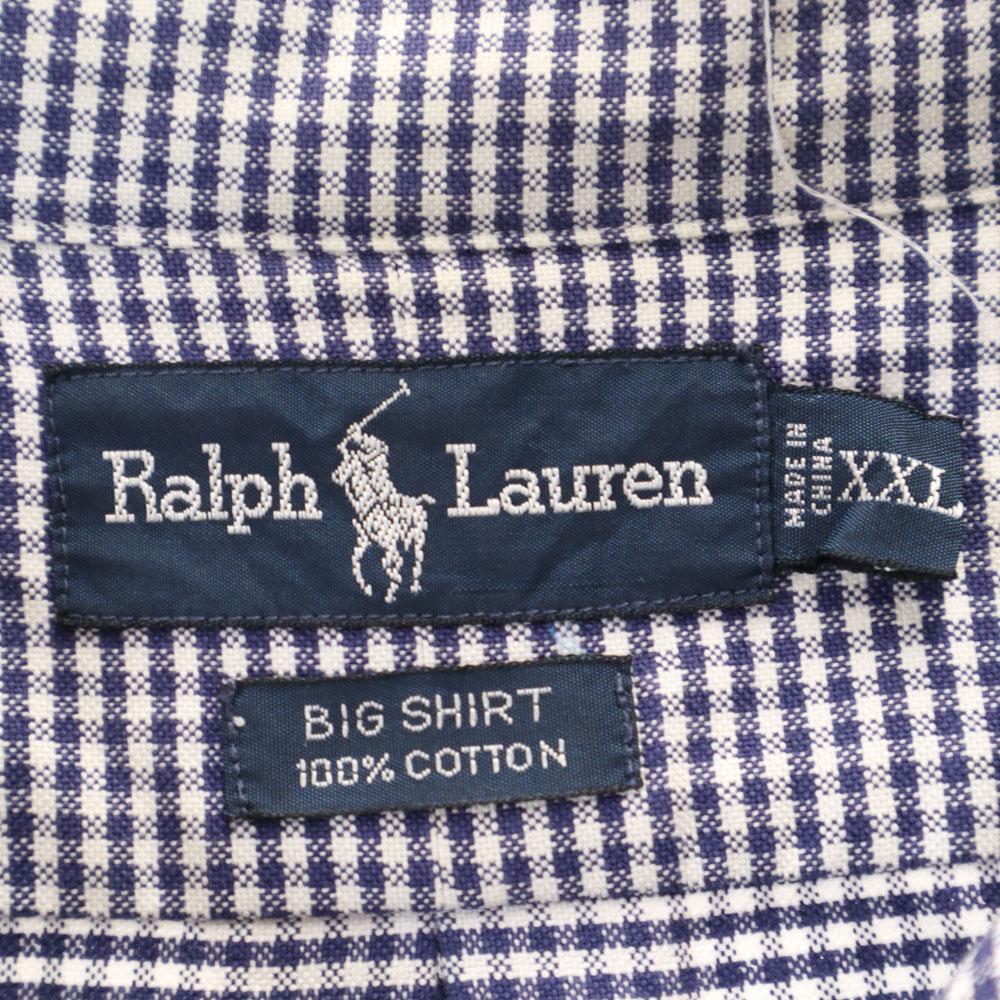 Ralph Lauren
MADE IN
CHINA
XXL
BIG SHIRT
100% COTTON